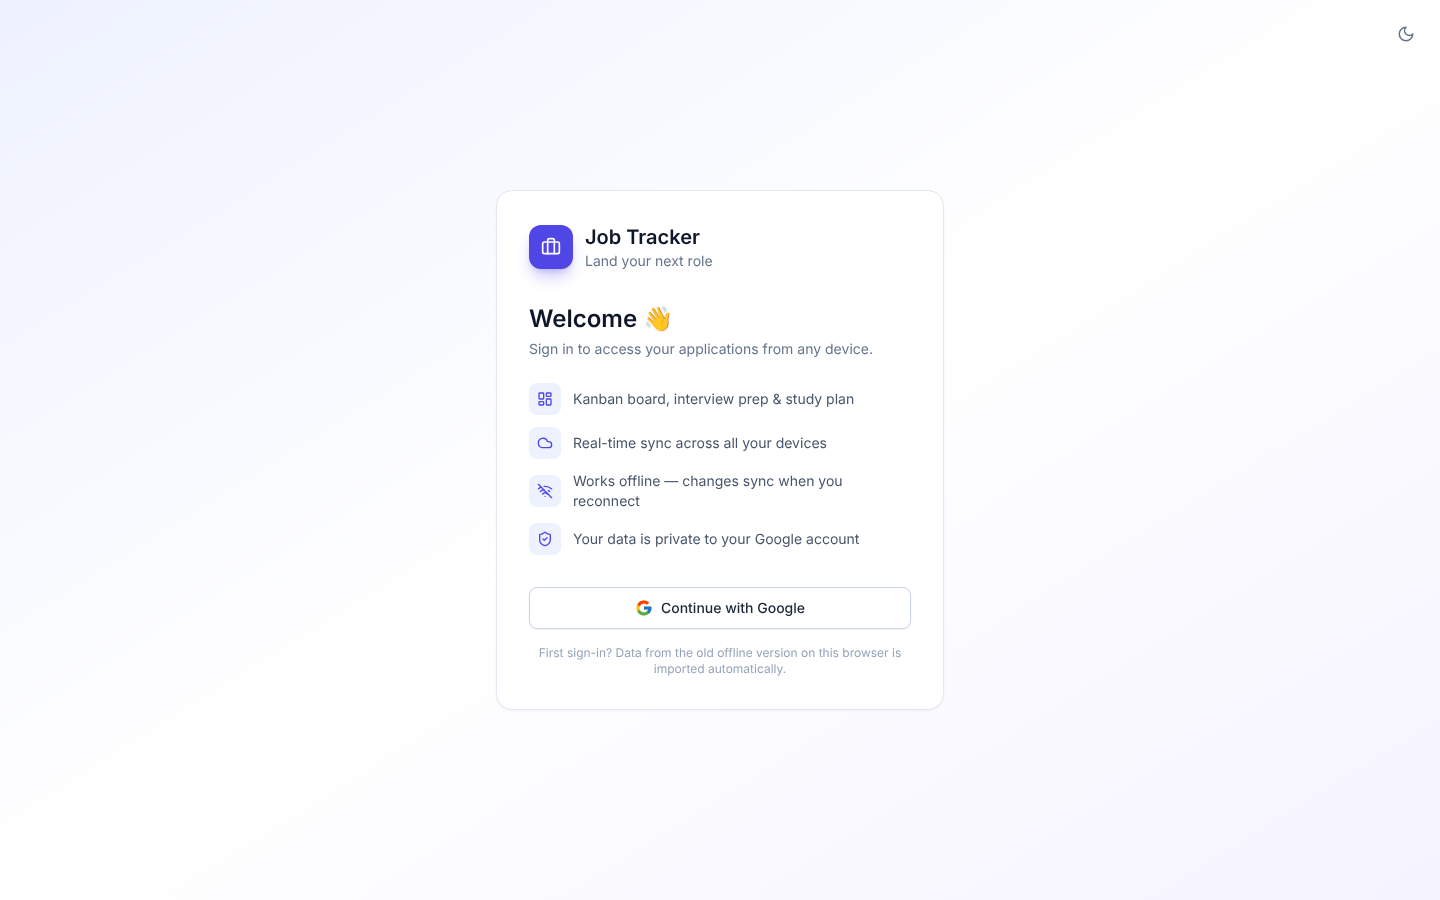 Job Tracker
Land your next role
Welcome 👋
Sign in to access your applications from any device.
Kanban board, interview prep & study plan
Real-time sync across all your devices
Works offline — changes sync when you
reconnect
Your data is private to your Google account
Continue with Google
First sign-in? Data from the old offline version on this browser is
imported automatically.